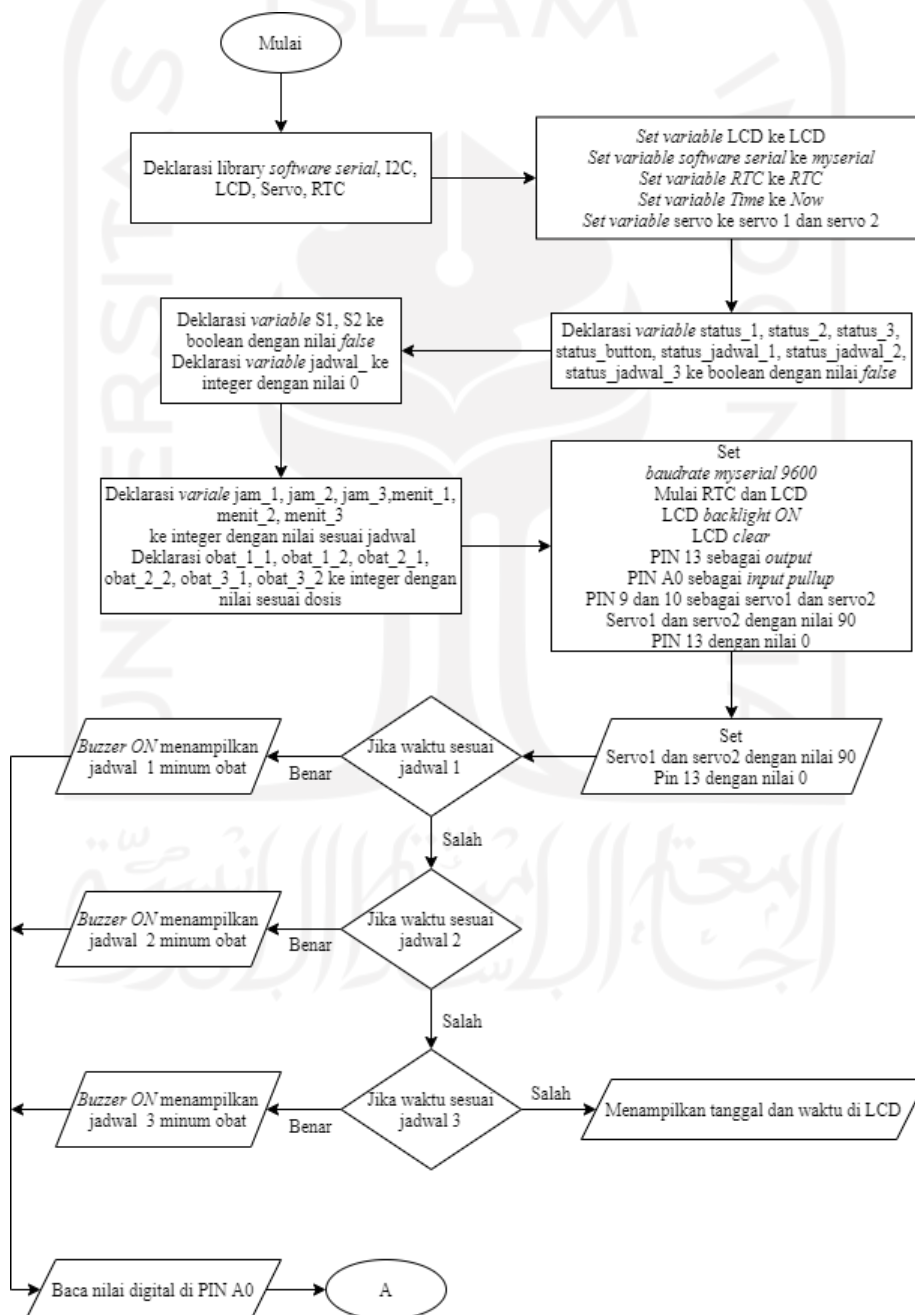 ISLAM
UNIVERSITAS
Mulai
Deklarasi library software serial, I2C,
LCD, Servo, RTC
Set variable LCD ke LCD
Set variable software serial ke myserial
Set variable RTC ke RTC
Set variable Time ke Now
Set variable servo ke servo 1 dan servo 2
Deklarasi variable status_1, status_2, status_3,
status_button, status_jadwal_1, status_jadwal_2,
status_jadwal_3 ke boolean dengan nilai false
Deklarasi variable S1, S2 ke
boolean dengan nilai false
Deklarasi variable jadwal_ ke
integer dengan nilai 0
Deklarasi variale jam_1, jam_2, jam_3,menit_1,
menit_2, menit_3
ke integer dengan nilai sesuai jadwal
Deklarasi obat_1_1, obat_1_2, obat_2_1,
obat_2_2, obat_3_1, obat_3_2 ke integer dengan
nilai sesuai dosis
Set
baudrate myserial 9600
Mulai RTC dan LCD
LCD backlight ON
LCD clear
PIN 13 sebagai output
PIN A0 sebagai input pullup
PIN 9 dan 10 sebagai servo1 dan servo2
Servo1 dan servo2 dengan nilai 90
PIN 13 dengan nilai 0
Set
Servo1 dan servo2 dengan nilai 90
Pin 13 dengan nilai 0
Jika waktu sesuai
jadwal 1
Benar
Buzzer ON menampilkan
jadwal 1 minum obat
Salah
Jika waktu sesuai
jadwal 2
Benar
Buzzer ON menampilkan
jadwal 2 minum obat
Salah
Jika waktu sesuai
jadwal 3
Benar
Buzzer ON menampilkan
jadwal 3 minum obat
Salah
Menampilkan tanggal dan waktu di LCD
Baca nilai digital di PIN A0
A